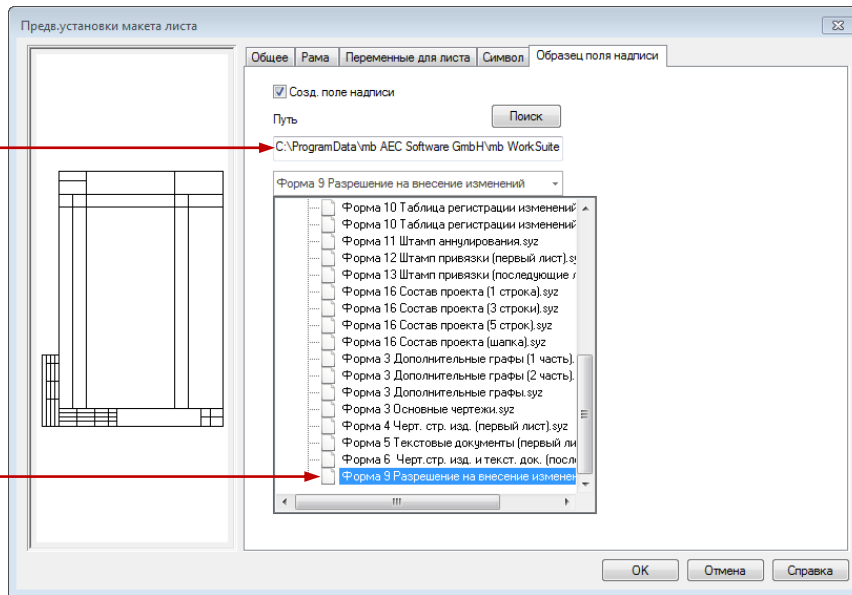 Предв.установки макета листа
Общее
Рама
Переменные для листа
Символ
Образец поля надписи
Созд. поле надписи
Путь
Поиск
C:\ProgramData\mb AEC Software GmbH\mb WorkSuite
Форма 9 Разрешение на внесение изменений
Форма 10 Таблица регистрации изменений
Форма 10 Таблица регистрации изменений
Форма 11 Штамп аннулирования.syz
Форма 12 Штамп привязки (первый лист).sy
Форма 13 Штамп привязки (последующие л
Форма 16 Состав проекта (1 строка).syz
Форма 16 Состав проекта (3 строки).syz
Форма 16 Состав проекта (5 строк).syz
Форма 16 Состав проекта (шапка).syz
Форма 3 Дополнительные графы (1 часть).
Форма 3 Дополнительные графы (2 часть).
Форма 3 Дополнительные графы.syz
Форма 3 Основные чертежи.syz
Форма 4 Черт. стр. изд. (первый лист).syz
Форма 5 Текстовые документы (первый ли
Форма 6 Черт.стр. изд. и текст. док. (посл
Форма 9 Разрешение на внесение изменен
OK
Отмена
Справка